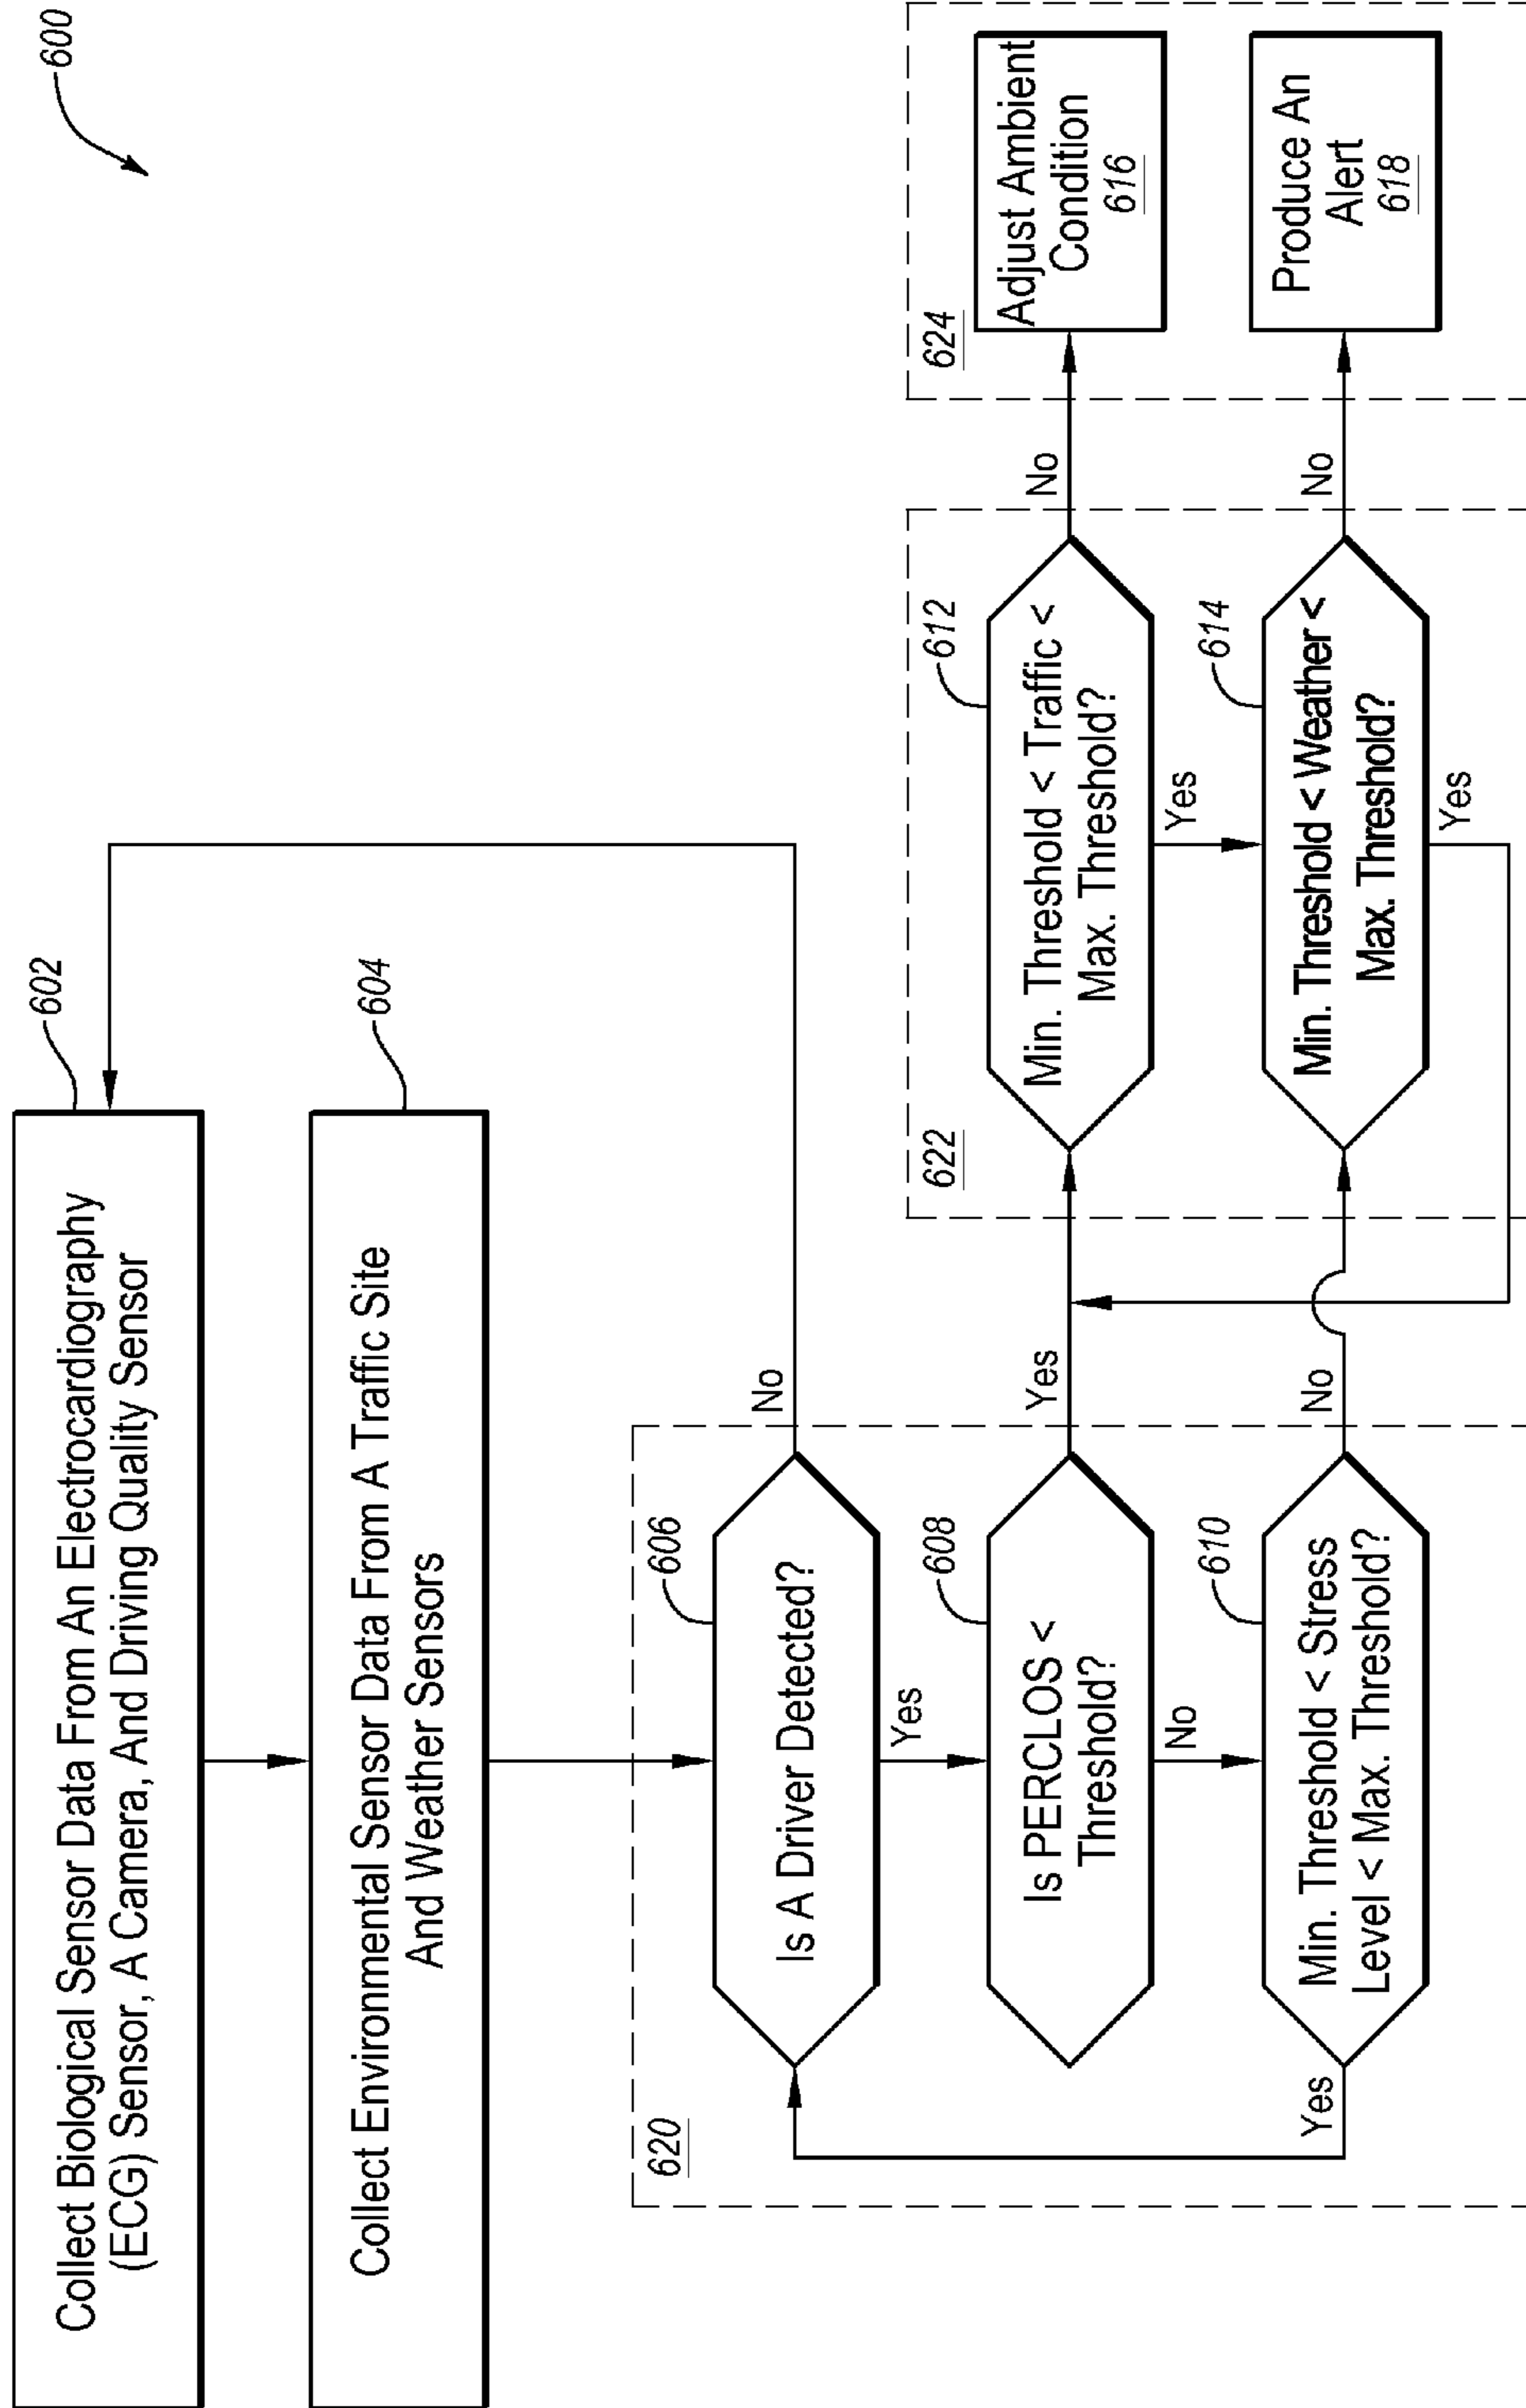 600
Collect Biological Sensor Data From An Electrocardiography
(ECG) Sensor, A Camera, And Driving Quality Sensor
602
Collect Environmental Sensor Data From A Traffic Site
And Weather Sensors
604
620
Is A Driver Detected?
606
No
Yes
Is PERCLOS <
Threshold?
608
Yes
No
Min. Threshold < Stress
Level < Max. Threshold?
610
Yes
No
622
Min. Threshold < Traffic <
Max. Threshold?
612
No
Yes
Min. Threshold < Weather <
Max. Threshold?
614
No
Yes
624
Adjust Ambient
Condition
616
Produce An
Alert
618